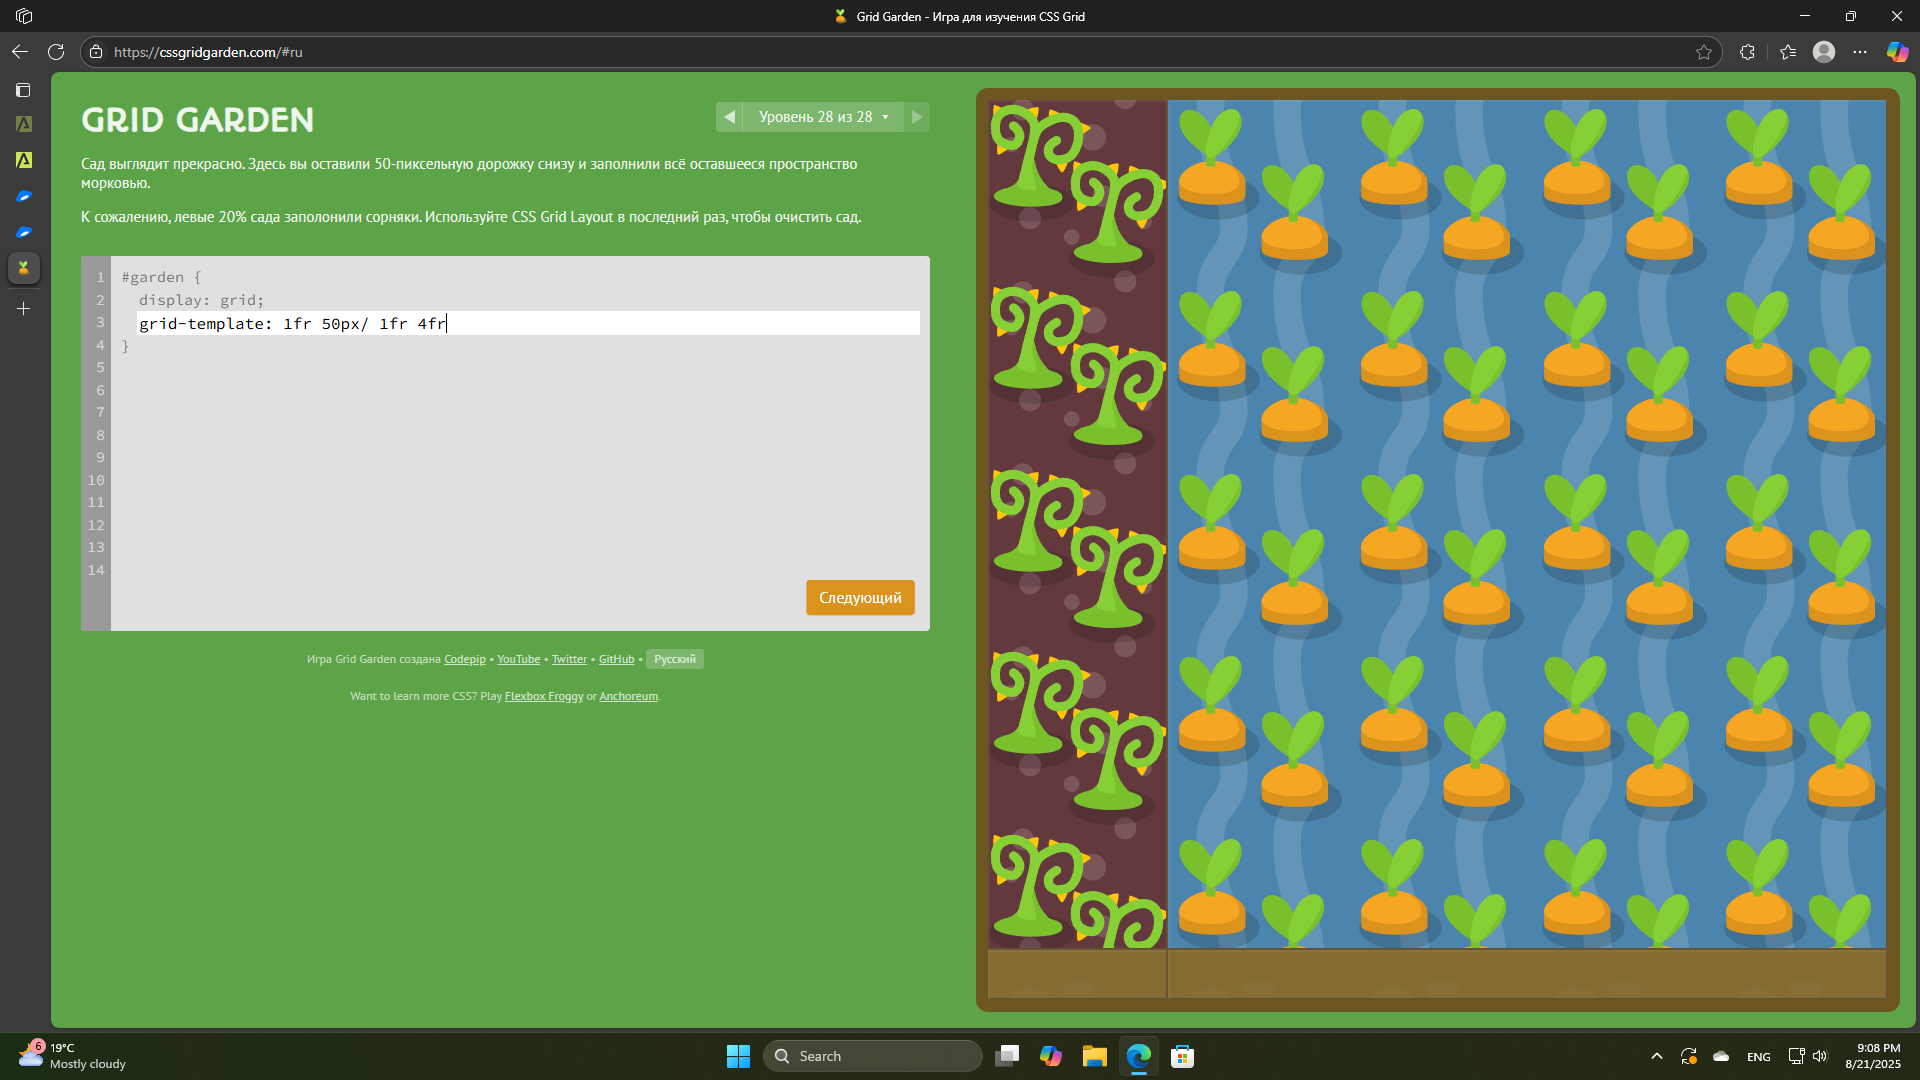 Grid Garden - Игра для изучения CSS Grid
https://cssgridgarden.com/#ru
GRID GARDEN
Уровень 28 из 28
Сад выглядит прекрасно. Здесь вы оставили 50-пиксельную дорожку снизу и заполнили всё оставшееся пространство
морковью.
К сожалению, левые 20% сада заполонили сорняки. Используйте CSS Grid Layout в последний раз, чтобы очистить сад.
1 #garden {
2 display: grid;
3 grid-template: 1fr 50px/ 1fr 4fr
4 }
5
6
7
8
9
10
11
12
13
14
Следующий
Игра Grid Garden создана Codepip • YouTube • Twitter • GitHub • Русский
Want to learn more CSS? Play Flexbox Froggy or Anchoreum.
6
19°C
Mostly cloudy
Search
ENG
9:08 PM
8/21/2025